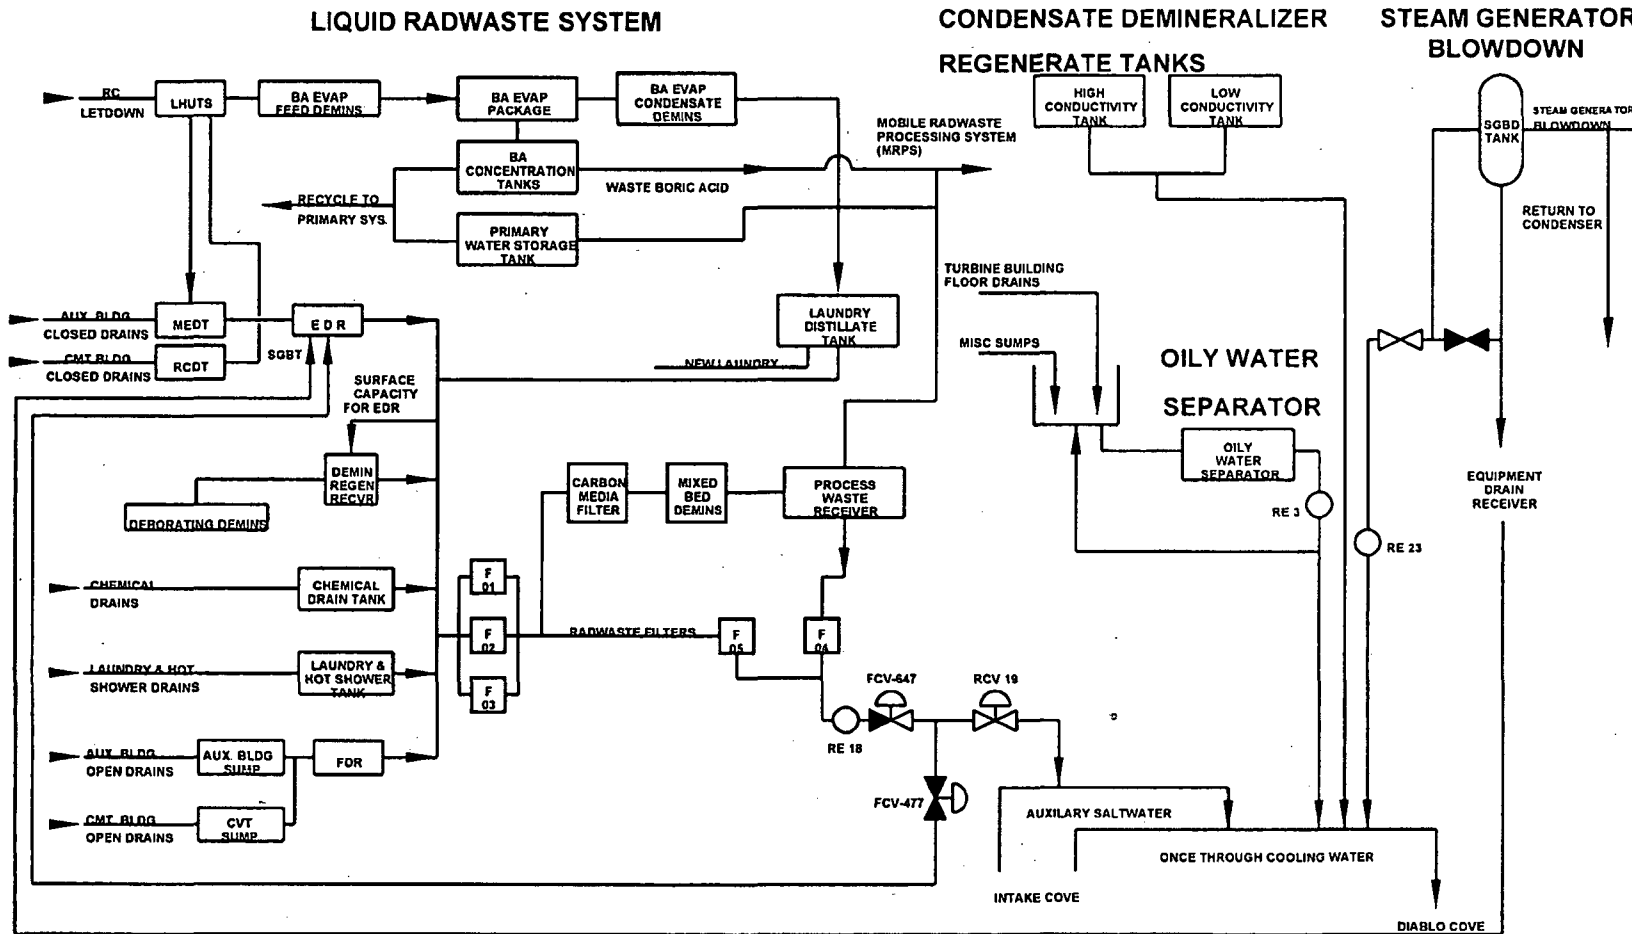 LIQUID RADWASTE SYSTEM
CONDENSATE DEMINERALIZER
REGENERATE TANKS
STEAM GENERATOR
BLOWDOWN
RC
LETDOWN
LHUTS
BA EVAP
FEED DEMINS
BA EVAP
PACKAGE
BA EVAP
CONDENSATE
DEMINS
MOBILE RADWASTE
PROCESSING SYSTEM
(MRPS)
HIGH
CONDUCTIVITY
TANK
LOW
CONDUCTIVITY
TANK
SGBD
TANK
STEAM GENERATOR
BLOWDOWN
BA
CONCENTRATION
TANKS
WASTE BORIC ACID
RECYCLE TO
PRIMARY SYS.
PRIMARY
WATER STORAGE
TANK
RETURN TO
CONDENSER
TURBINE BUILDING
FLOOR DRAINS
AUX. BLDG
CLOSED DRAINS
MEDT
E D R
LAUNDRY
DISTILLATE
TANK
MISC SUMPS
OILY WATER
SEPARATOR
CMT BLDG
CLOSED DRAINS
RCDT
SGBT
NEW LAUNDRY
SURFACE
CAPACITY
FOR EDR
DEMIN
REGEN
RECVR
DEBORATING DEMINS
CARBON
MEDIA
FILTER
MIXED
BED
DEMINS
PROCESS
WASTE
RECEIVER
OILY
WATER
SEPARATOR
RE 3
EQUIPMENT
DRAIN
RECEIVER
RE 23
CHEMICAL
DRAINS
CHEMICAL
DRAIN TANK
F
01
F
02
F
03
RADWASTE FILTERS
F
05
F
04
LAUNDRY & HOT
SHOWER DRAINS
LAUNDRY &
HOT SHOWER
TANK
FCV-647
RCV 19
RE 18
AUX. BLDG
OPEN DRAINS
AUX. BLDG
SUMP
FDR
FCV-477
CMT. BLDG
OPEN DRAINS
CVT
SUMP
AUXILARY SALTWATER
ONCE THROUGH COOLING WATER
INTAKE COVE
DIABLO COVE